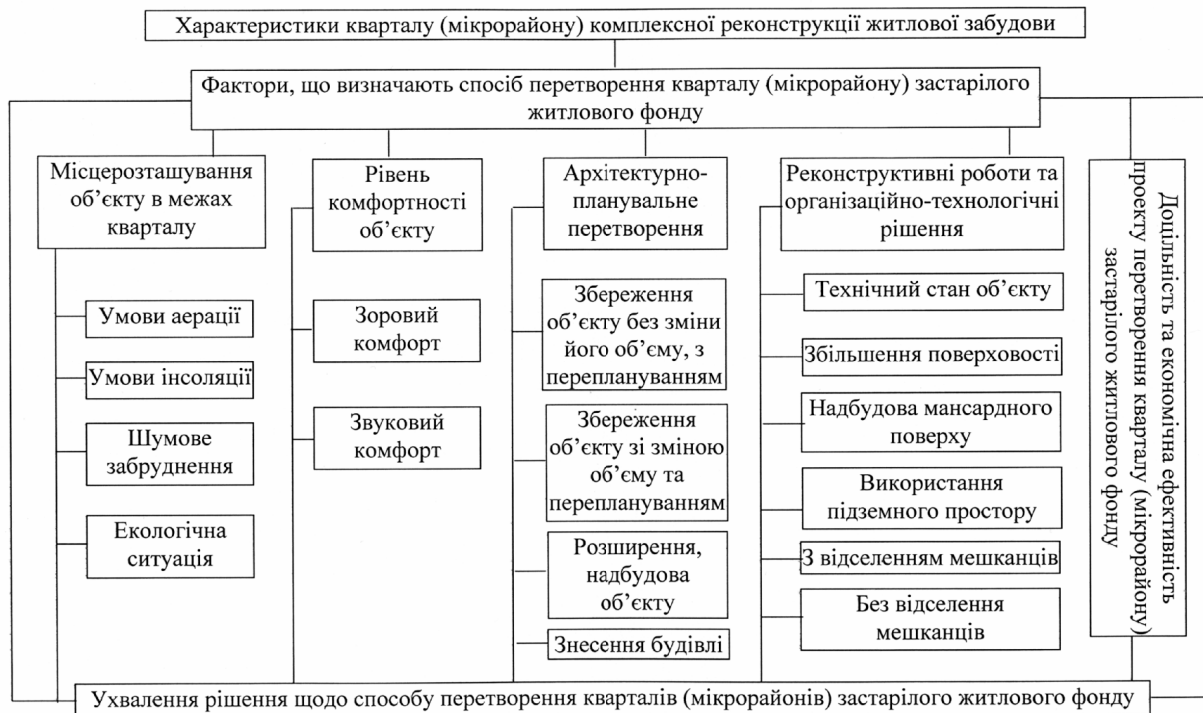 Характеристики кварталу (мікрорайону) комплексної реконструкції житлової забудови
Фактори, що визначають спосіб перетворення кварталу (мікрорайону) застарілого
житлового фонду
Місцерозташування
об’єкту в межах
кварталу
Умови аерації
Умови інсоляції
Шумове
забруднення
Екологічна
ситуація
Рівень
комфортності
об’єкту
Зоровий
комфорт
Звуковий
комфорт
Архітектурно-
планувальне
перетворення
Збереження
об’єкту без зміни
його об’єму, з
переплануванням
Збереження
об’єкту зі зміною
об’єму та
переплануванням
Розширення,
надбудова
об’єкту
Знесення будівлі
Реконструктивні роботи та
організаційно-технологічні
рішення
Технічний стан об’єкту
Збільшення поверховості
Надбудова мансардного
поверху
Використання
підземного простору
З відселенням мешканців
Без відселення
мешканців
Доцільність та економічна ефективність
проекту перетворення кварталу (мікрорайону)
застарілого житлового фонду
Ухвалення рішення щодо способу перетворення кварталів (мікрорайонів) застарілого житлового фонду